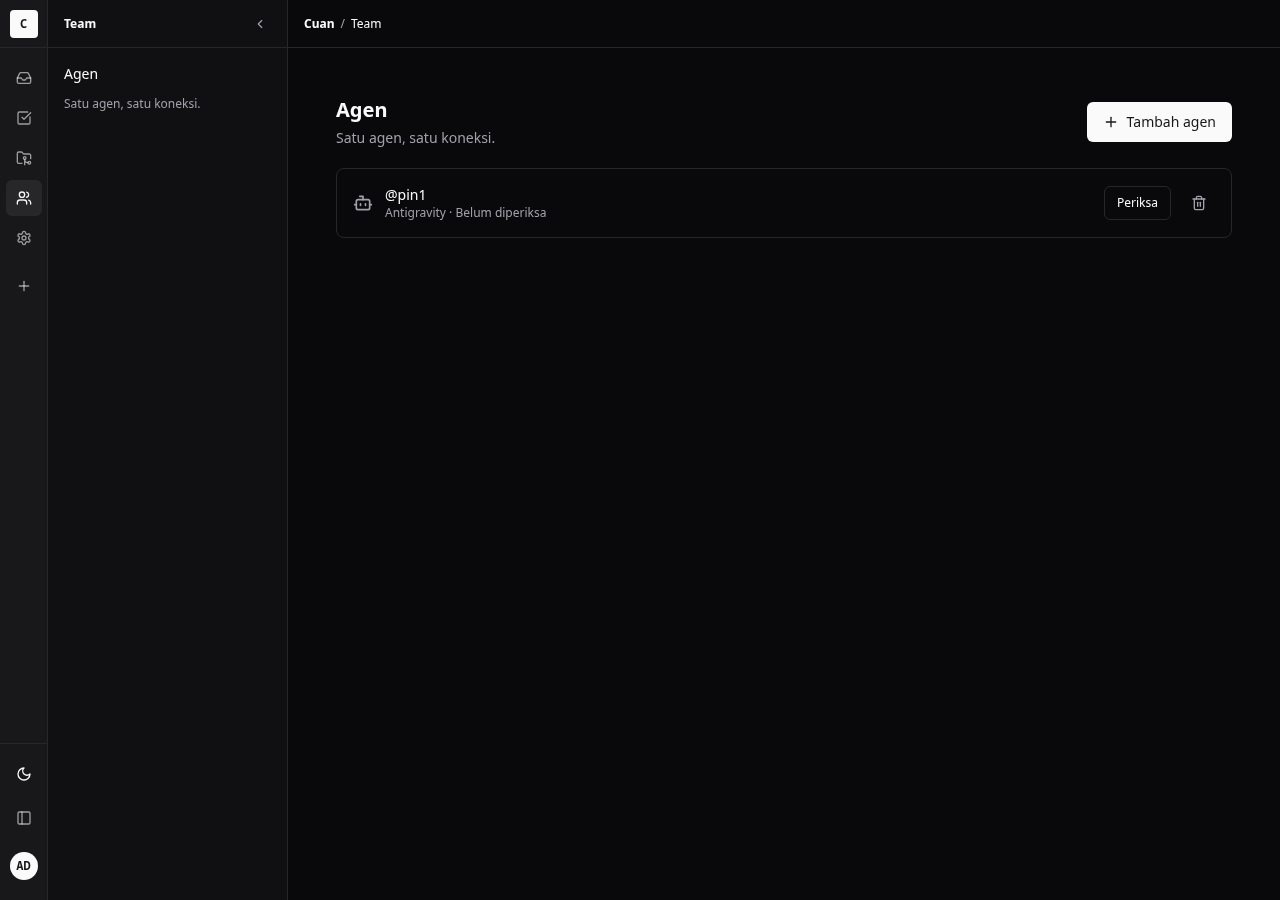 C
Team
Cuan / Team
Agen
Satu agen, satu koneksi.
Agen
Satu agen, satu koneksi.
Tambah agen
@pin1
Antigravity · Belum diperiksa
Periksa
AD